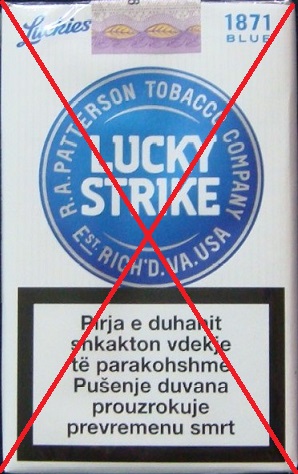 Luckies
1871
BLUE
R.A. PATTERSON TOBACCO COMPANY
LUCKY
STRIKE
EST. RICH'D. VA. USA
Pirja e duhanit
shkakton vdekje
të parakohshme
Pušenje duvana
prouzrokuje
prevremenu smrt